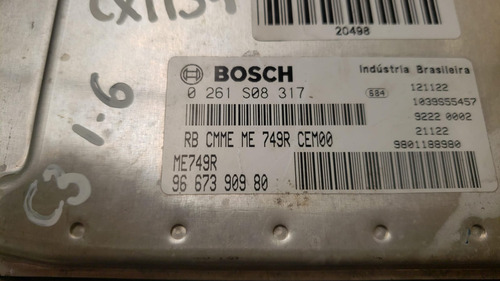 20498
C3 1.6
BOSCH
Indústria Brasileira
0 261 S08 317
684
121122
1039S55457
9222 0002
RB CMME ME 749R CEM00
21122
9801188980
ME749R
96 673 909 80